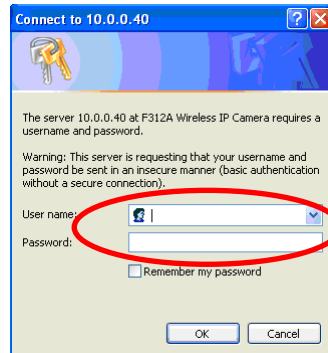 Connect to 10.0.0.40
The server 10.0.0.40 at F312A Wireless IP Camera requires a
username and password.
Warning: This server is requesting that your username and
password be sent in an insecure manner (basic authentication
without a secure connection).
User name:
Password:
Remember my password
OK Cancel